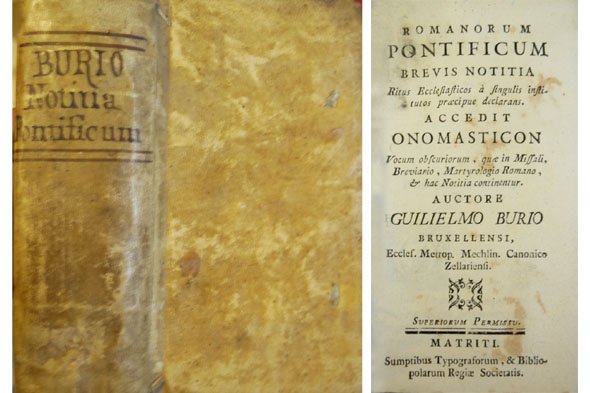 BURIO
Notitia
Pontificum
ROMANORUM
PONTIFICUM
BREVIS NOTITIA
Ritus Ecclesiasticos à singulis insti-
tutos præcipue declarans.
ACCEDIT
ONOMASTICON
Vocum obscuriorum, quæ in Missali,
Breviario, Martyrologio Romano,
& hac Notitia continentur.
AUCTORE
GUILIELMO BURIO
BRUXELLENSI,
Eccles. Metrop. Mechlin. Canonico
Zellariensi.
SUPERIORUM PERMISSU.
MATRITI.
Sumptibus Typograforum, & Biblio-
polarum Regiæ Societatis.